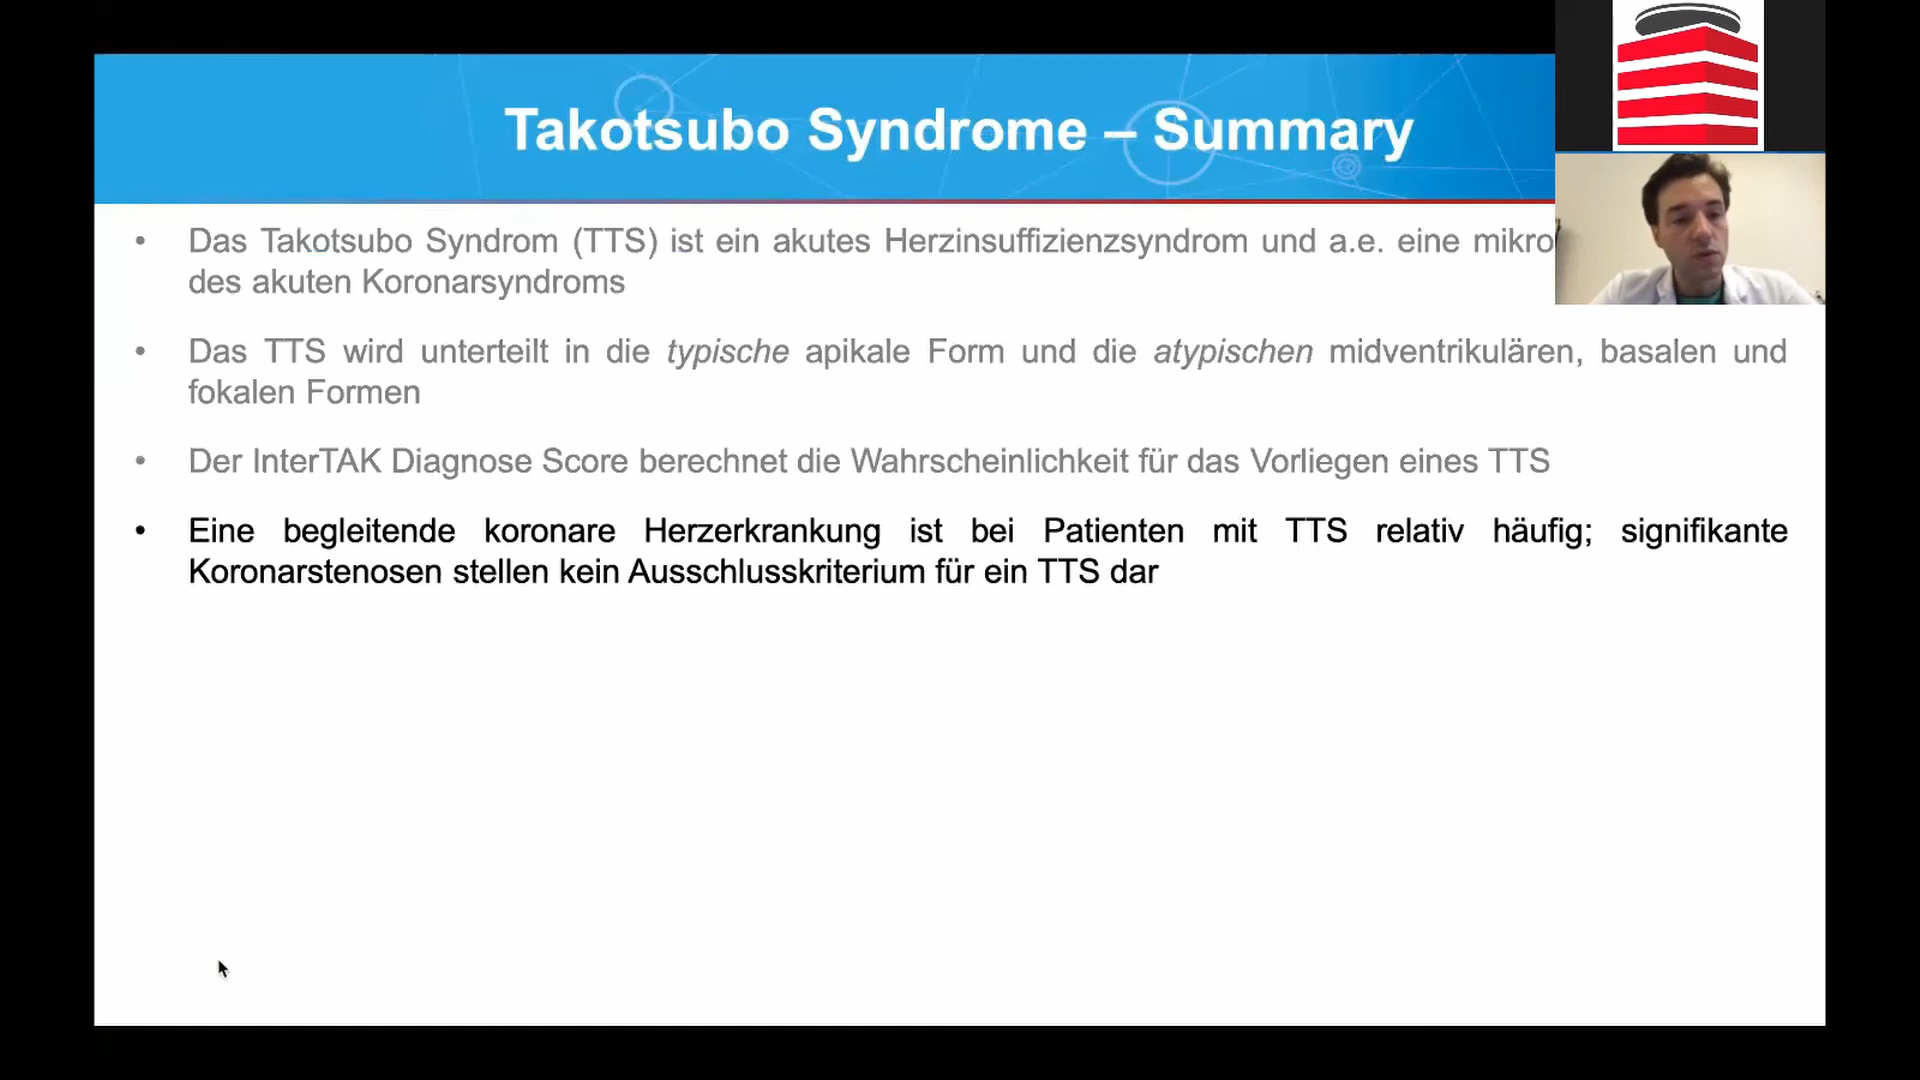 Takotsubo Syndrome – Summary
• Das Takotsubo Syndrom (TTS) ist ein akutes Herzinsuffizienzsyndrom und a.e. eine
des akuten Koronarsyndroms
• Das TTS wird unterteilt in die typische apikale Form und die atypischen midventrikulären, basalen und
fokalen Formen
• Der InterTAK Diagnose Score berechnet die Wahrscheinlichkeit für das Vorliegen eines TTS
• Eine begleitende koronare Herzerkrankung ist bei Patienten mit TTS relativ häufig; signifikante
Koronarstenosen stellen kein Ausschlusskriterium für ein TTS dar